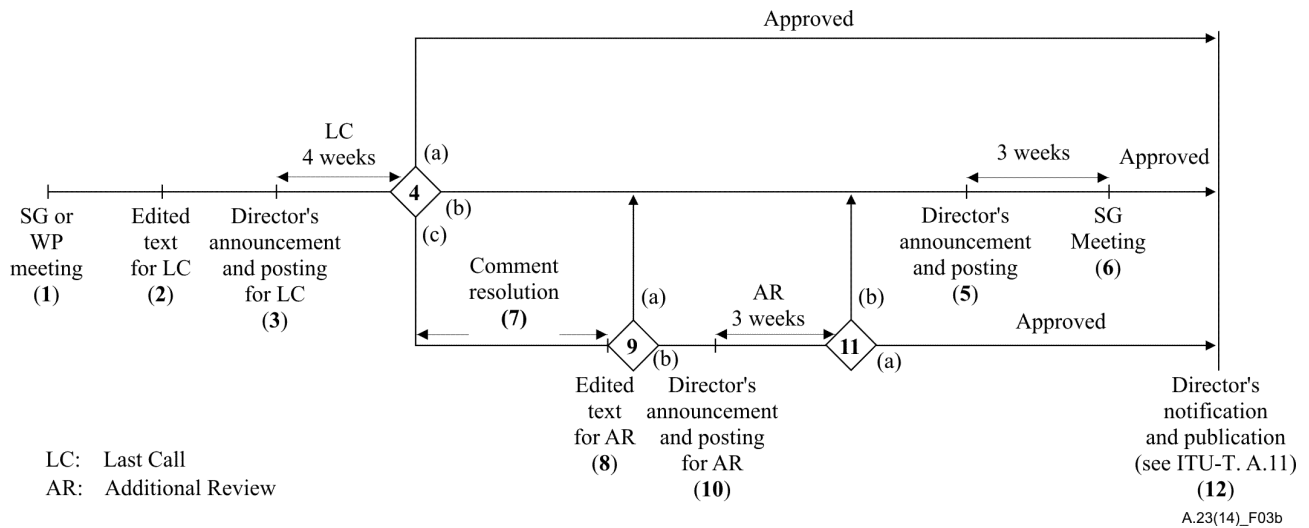 Approved
LC
4 weeks
(a)
3 weeks
Approved
4
(b)
(c)
SG or
WP
meeting
(1)
Edited
text
for LC
(2)
Director's
announcement
and posting
for LC
(3)
Director's
announcement
and posting
(5)
SG
Meeting
(6)
Comment
resolution
(7)
(a)
AR
3 weeks
(b)
Approved
9
(b)
11
(a)
Edited
text
for AR
(8)
Director's
announcement
and posting
for AR
(10)
Director's
notification
and publication
(see ITU-T. A.11)
(12)
LC: Last Call
AR: Additional Review
A.23(14)_F03b